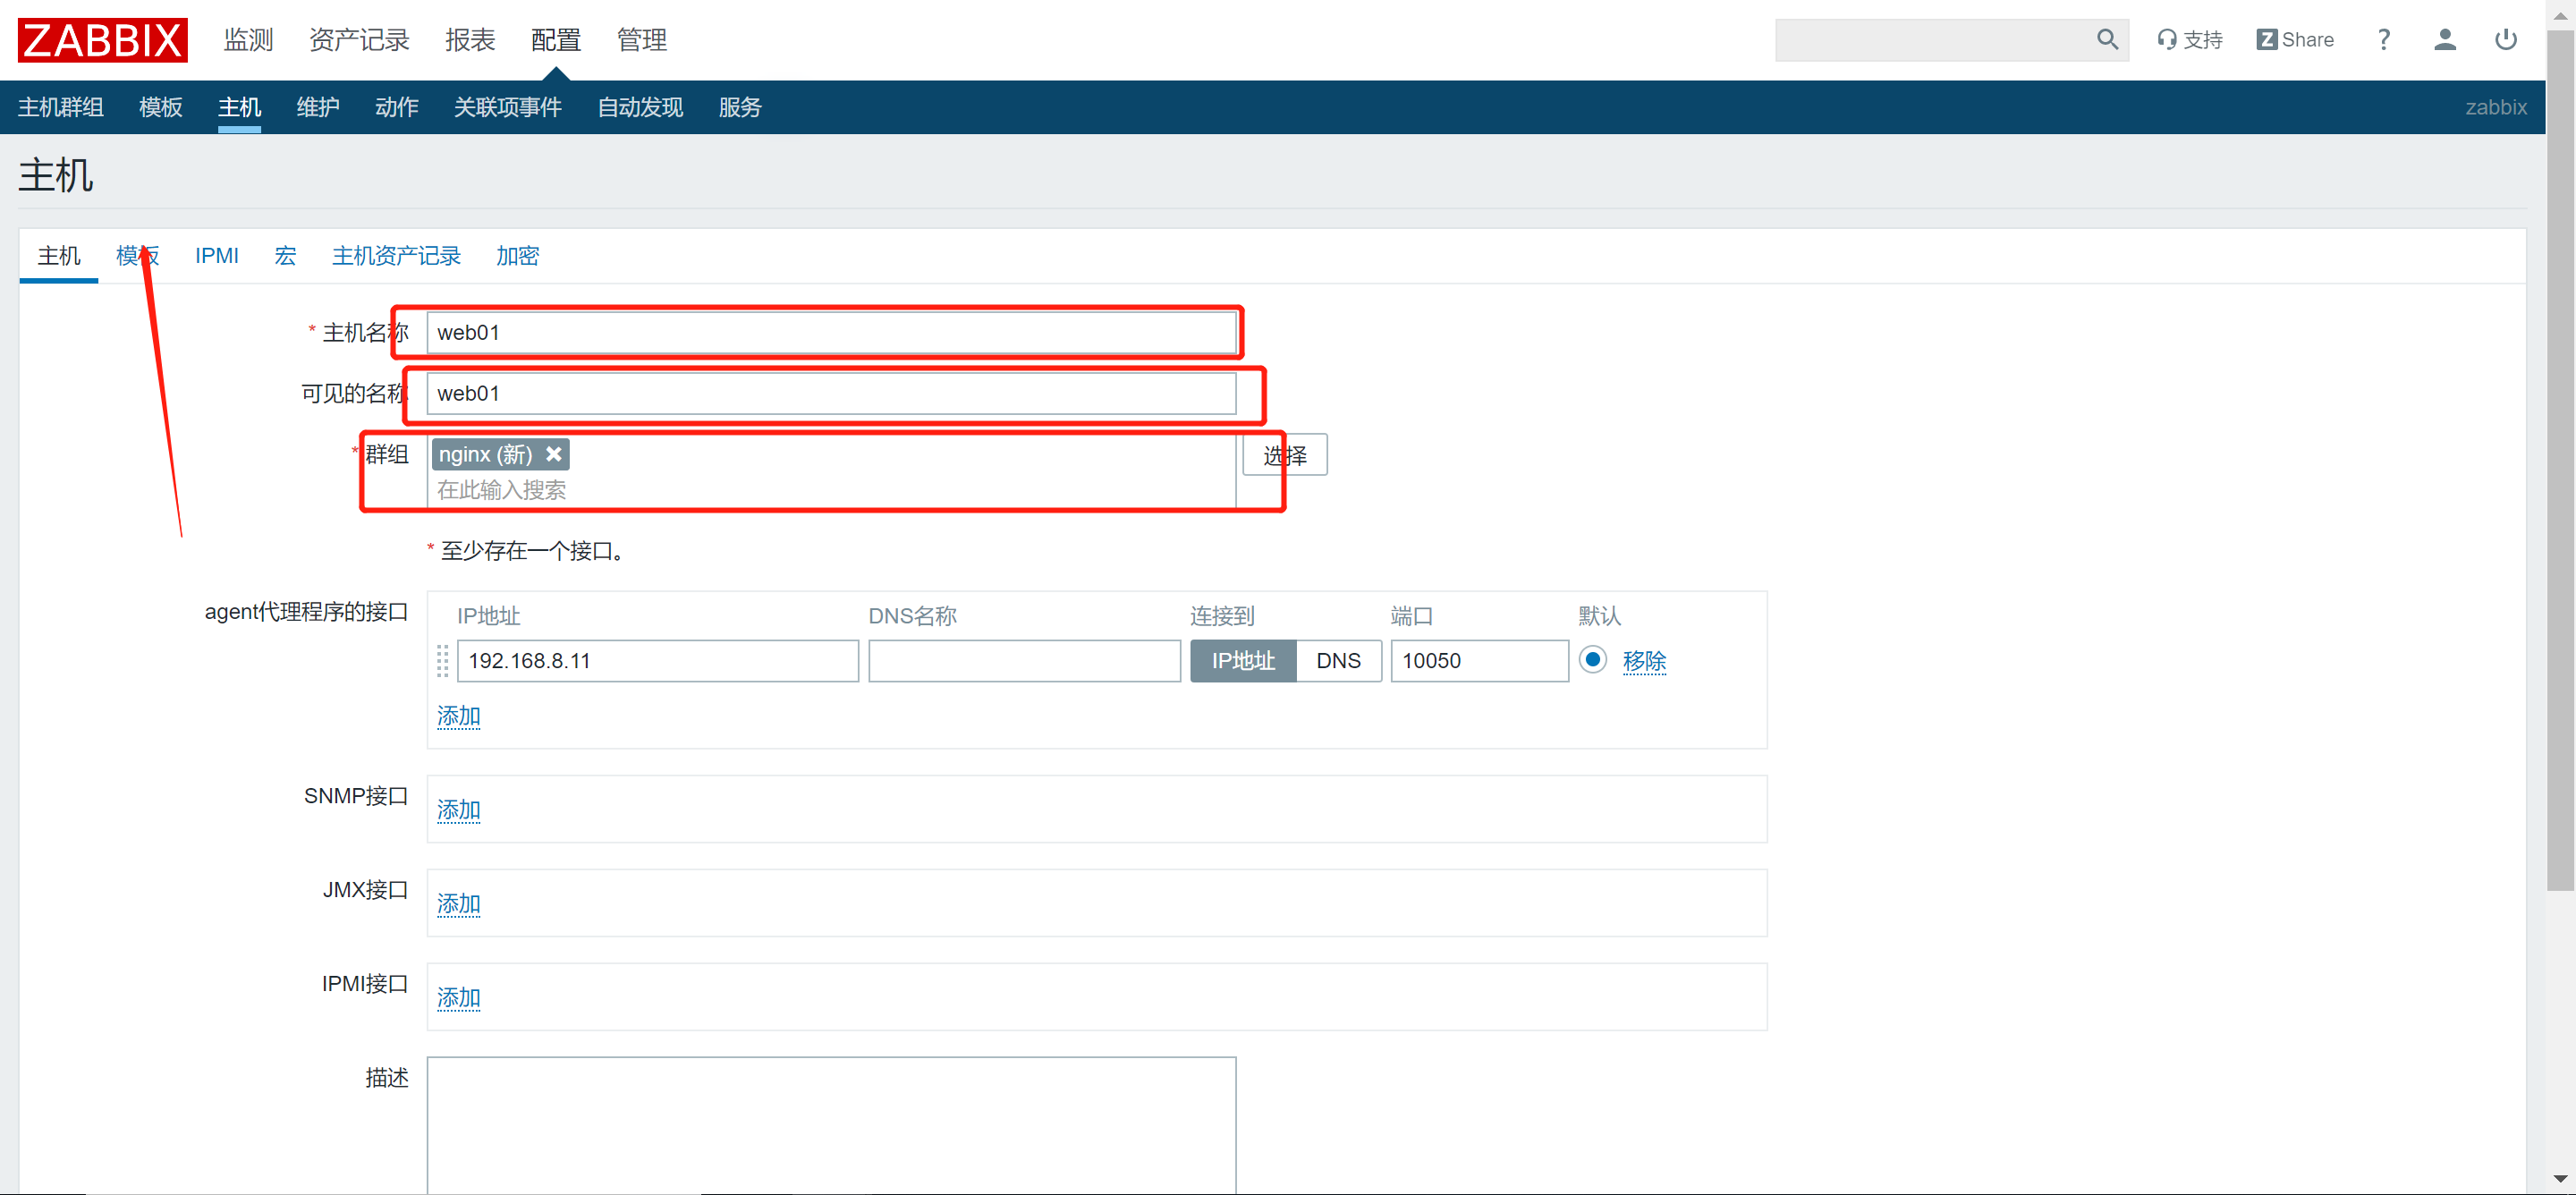 ZABBIX 监测 资产记录 报表 配置 管理 支持 Z Share ?
主机群组 模板 主机 维护 动作 关联项事件 自动发现 服务 zabbix
主机
主机 模板 IPMI 宏 主机资产记录 加密
* 主机名称 web01
可见的名称 web01
* 群组 nginx (新) 选择
在此输入搜索
* 至少存在一个接口。
agent代理程序的接口 IP地址 DNS名称 连接到 端口 默认
192.168.8.11 IP地址 DNS 10050 移除
添加
SNMP接口 添加
JMX接口 添加
IPMI接口 添加
描述